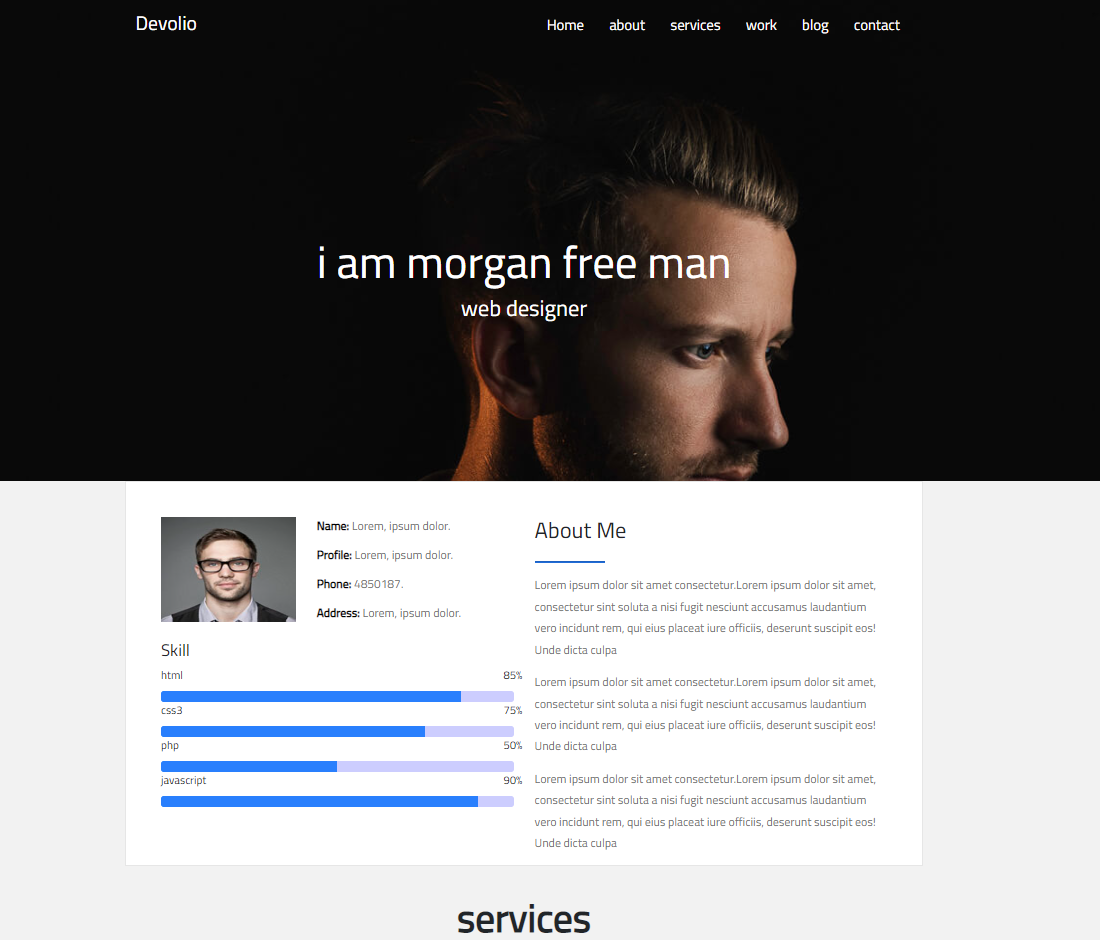 Devolio
Home about services work blog contact
i am morgan free man
web designer
Name: Lorem, ipsum dolor.
Profile: Lorem, ipsum dolor.
Phone: 4850187.
Address: Lorem, ipsum dolor.
Skill
html 85%
css3 75%
php 50%
javascript 90%
About Me
Lorem ipsum dolor sit amet consectetur.Lorem ipsum dolor sit amet,
consectetur sint soluta a nisi fugit nesciunt accusamus laudantium
vero incidunt rem, qui eius placeat iure officiis, deserunt suscipit eos!
Unde dicta culpa
Lorem ipsum dolor sit amet consectetur.Lorem ipsum dolor sit amet,
consectetur sint soluta a nisi fugit nesciunt accusamus laudantium
vero incidunt rem, qui eius placeat iure officiis, deserunt suscipit eos!
Unde dicta culpa
Lorem ipsum dolor sit amet consectetur.Lorem ipsum dolor sit amet,
consectetur sint soluta a nisi fugit nesciunt accusamus laudantium
vero incidunt rem, qui eius placeat iure officiis, deserunt suscipit eos!
Unde dicta culpa
services